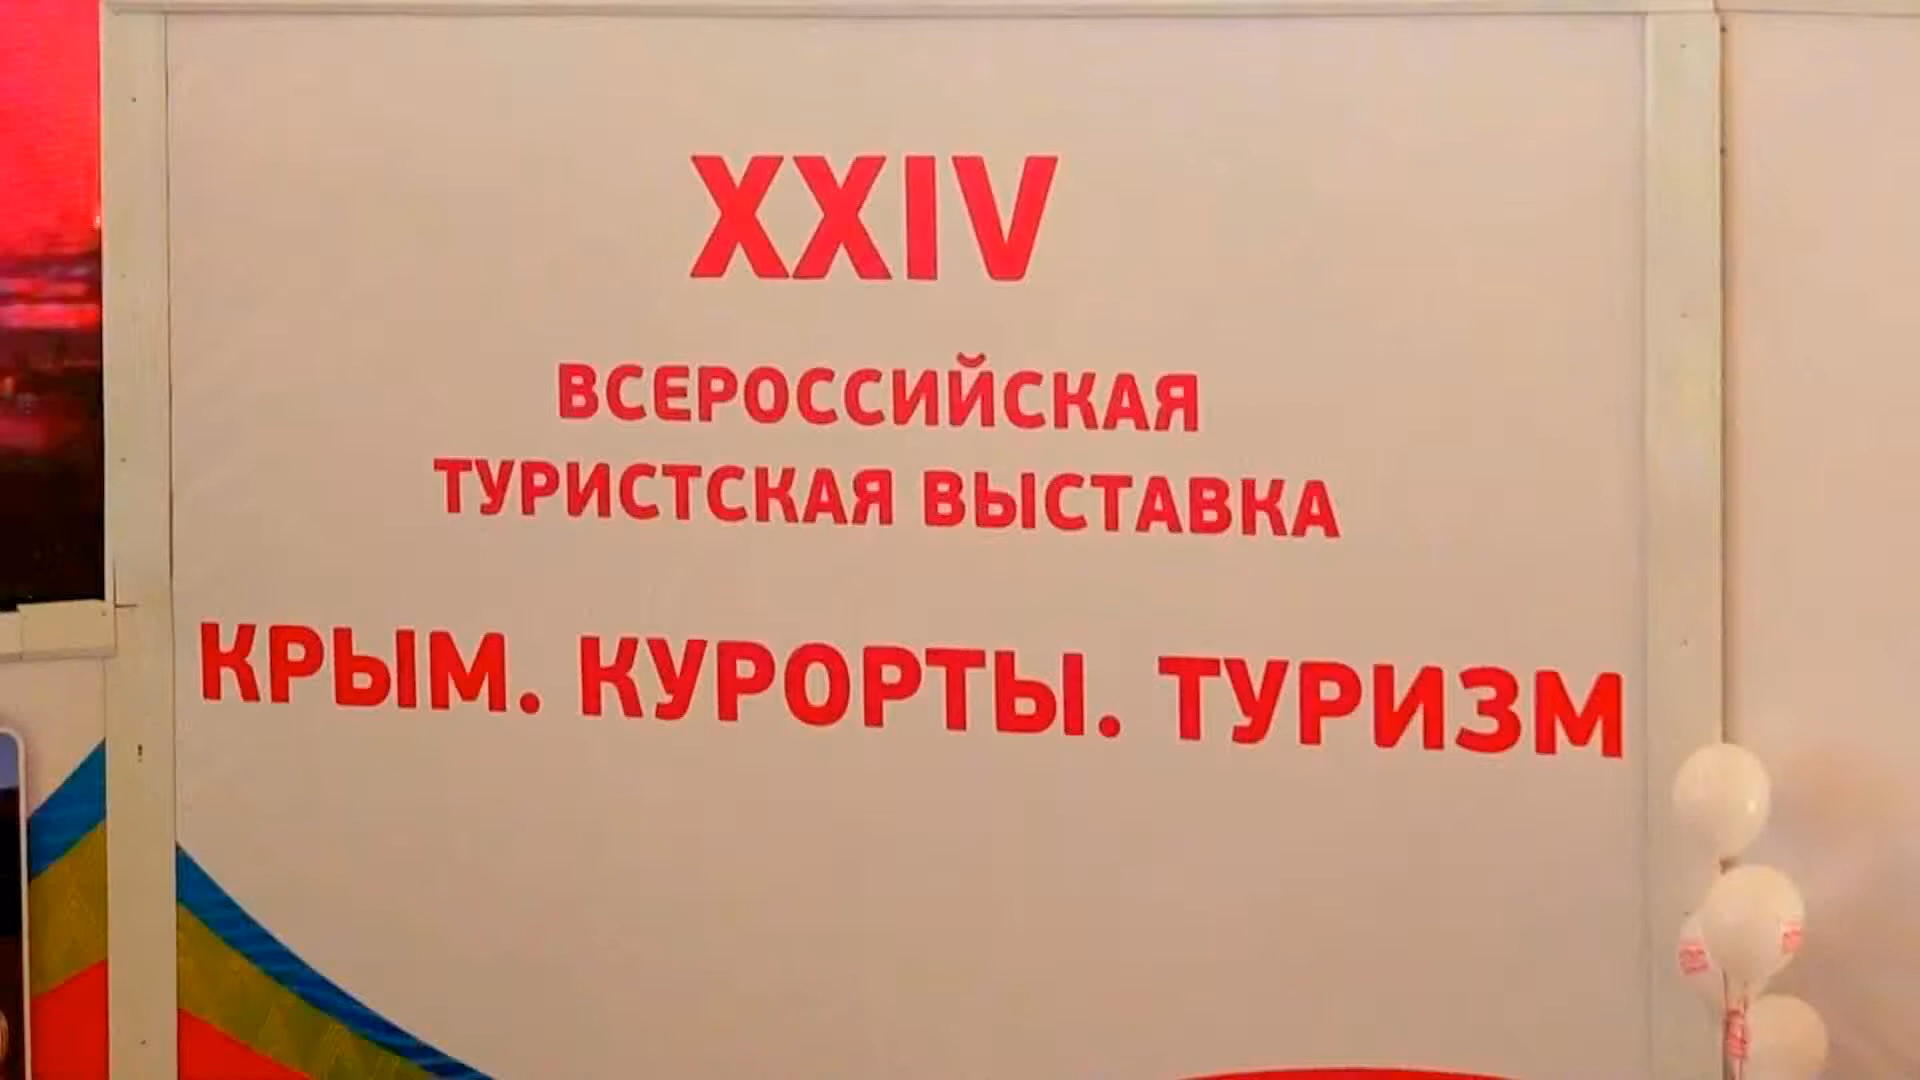 XXIV
ВСЕРОССИЙСКАЯ
ТУРИСТСКАЯ ВЫСТАВКА
КРЫМ. КУРОРТЫ. ТУРИЗМ